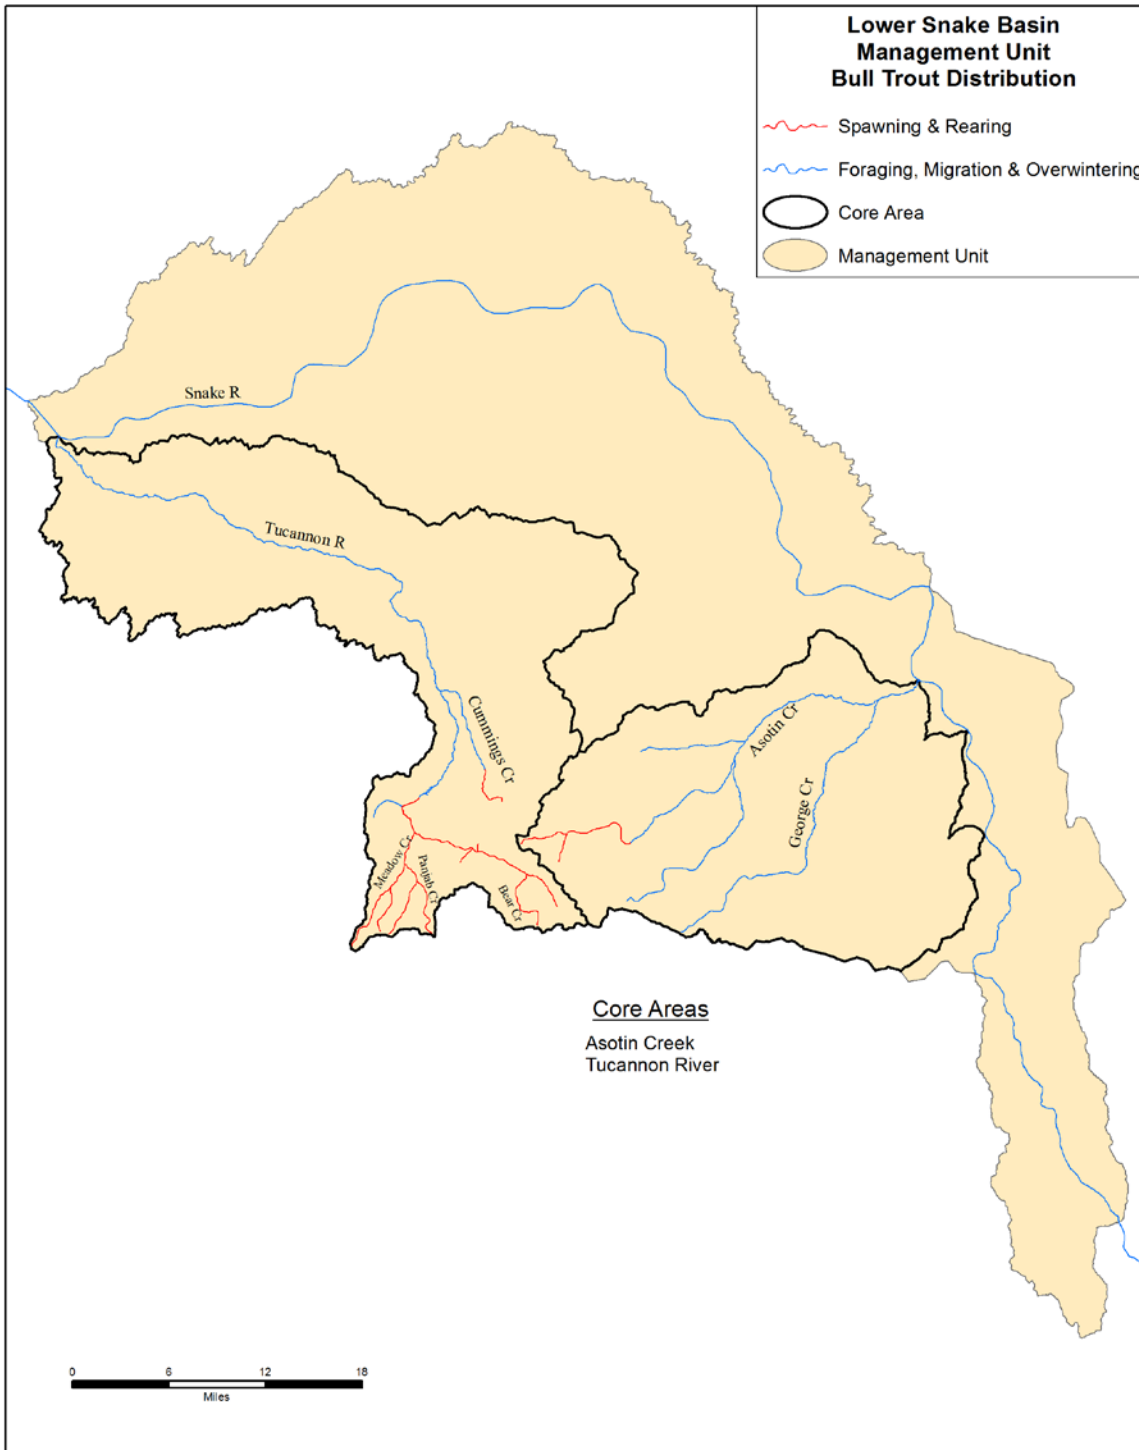 Lower Snake Basin
Management Unit
Bull Trout Distribution
Spawning & Rearing
Foraging, Migration & Overwintering
Core Area
Management Unit
Snake R
Tucannon R
Cummings Cr
Asotin Cr
George Cr
Meadow Cr
Panjab Cr
Bear Cr
Core Areas
Asotin Creek
Tucannon River
0 6 12 18
Miles